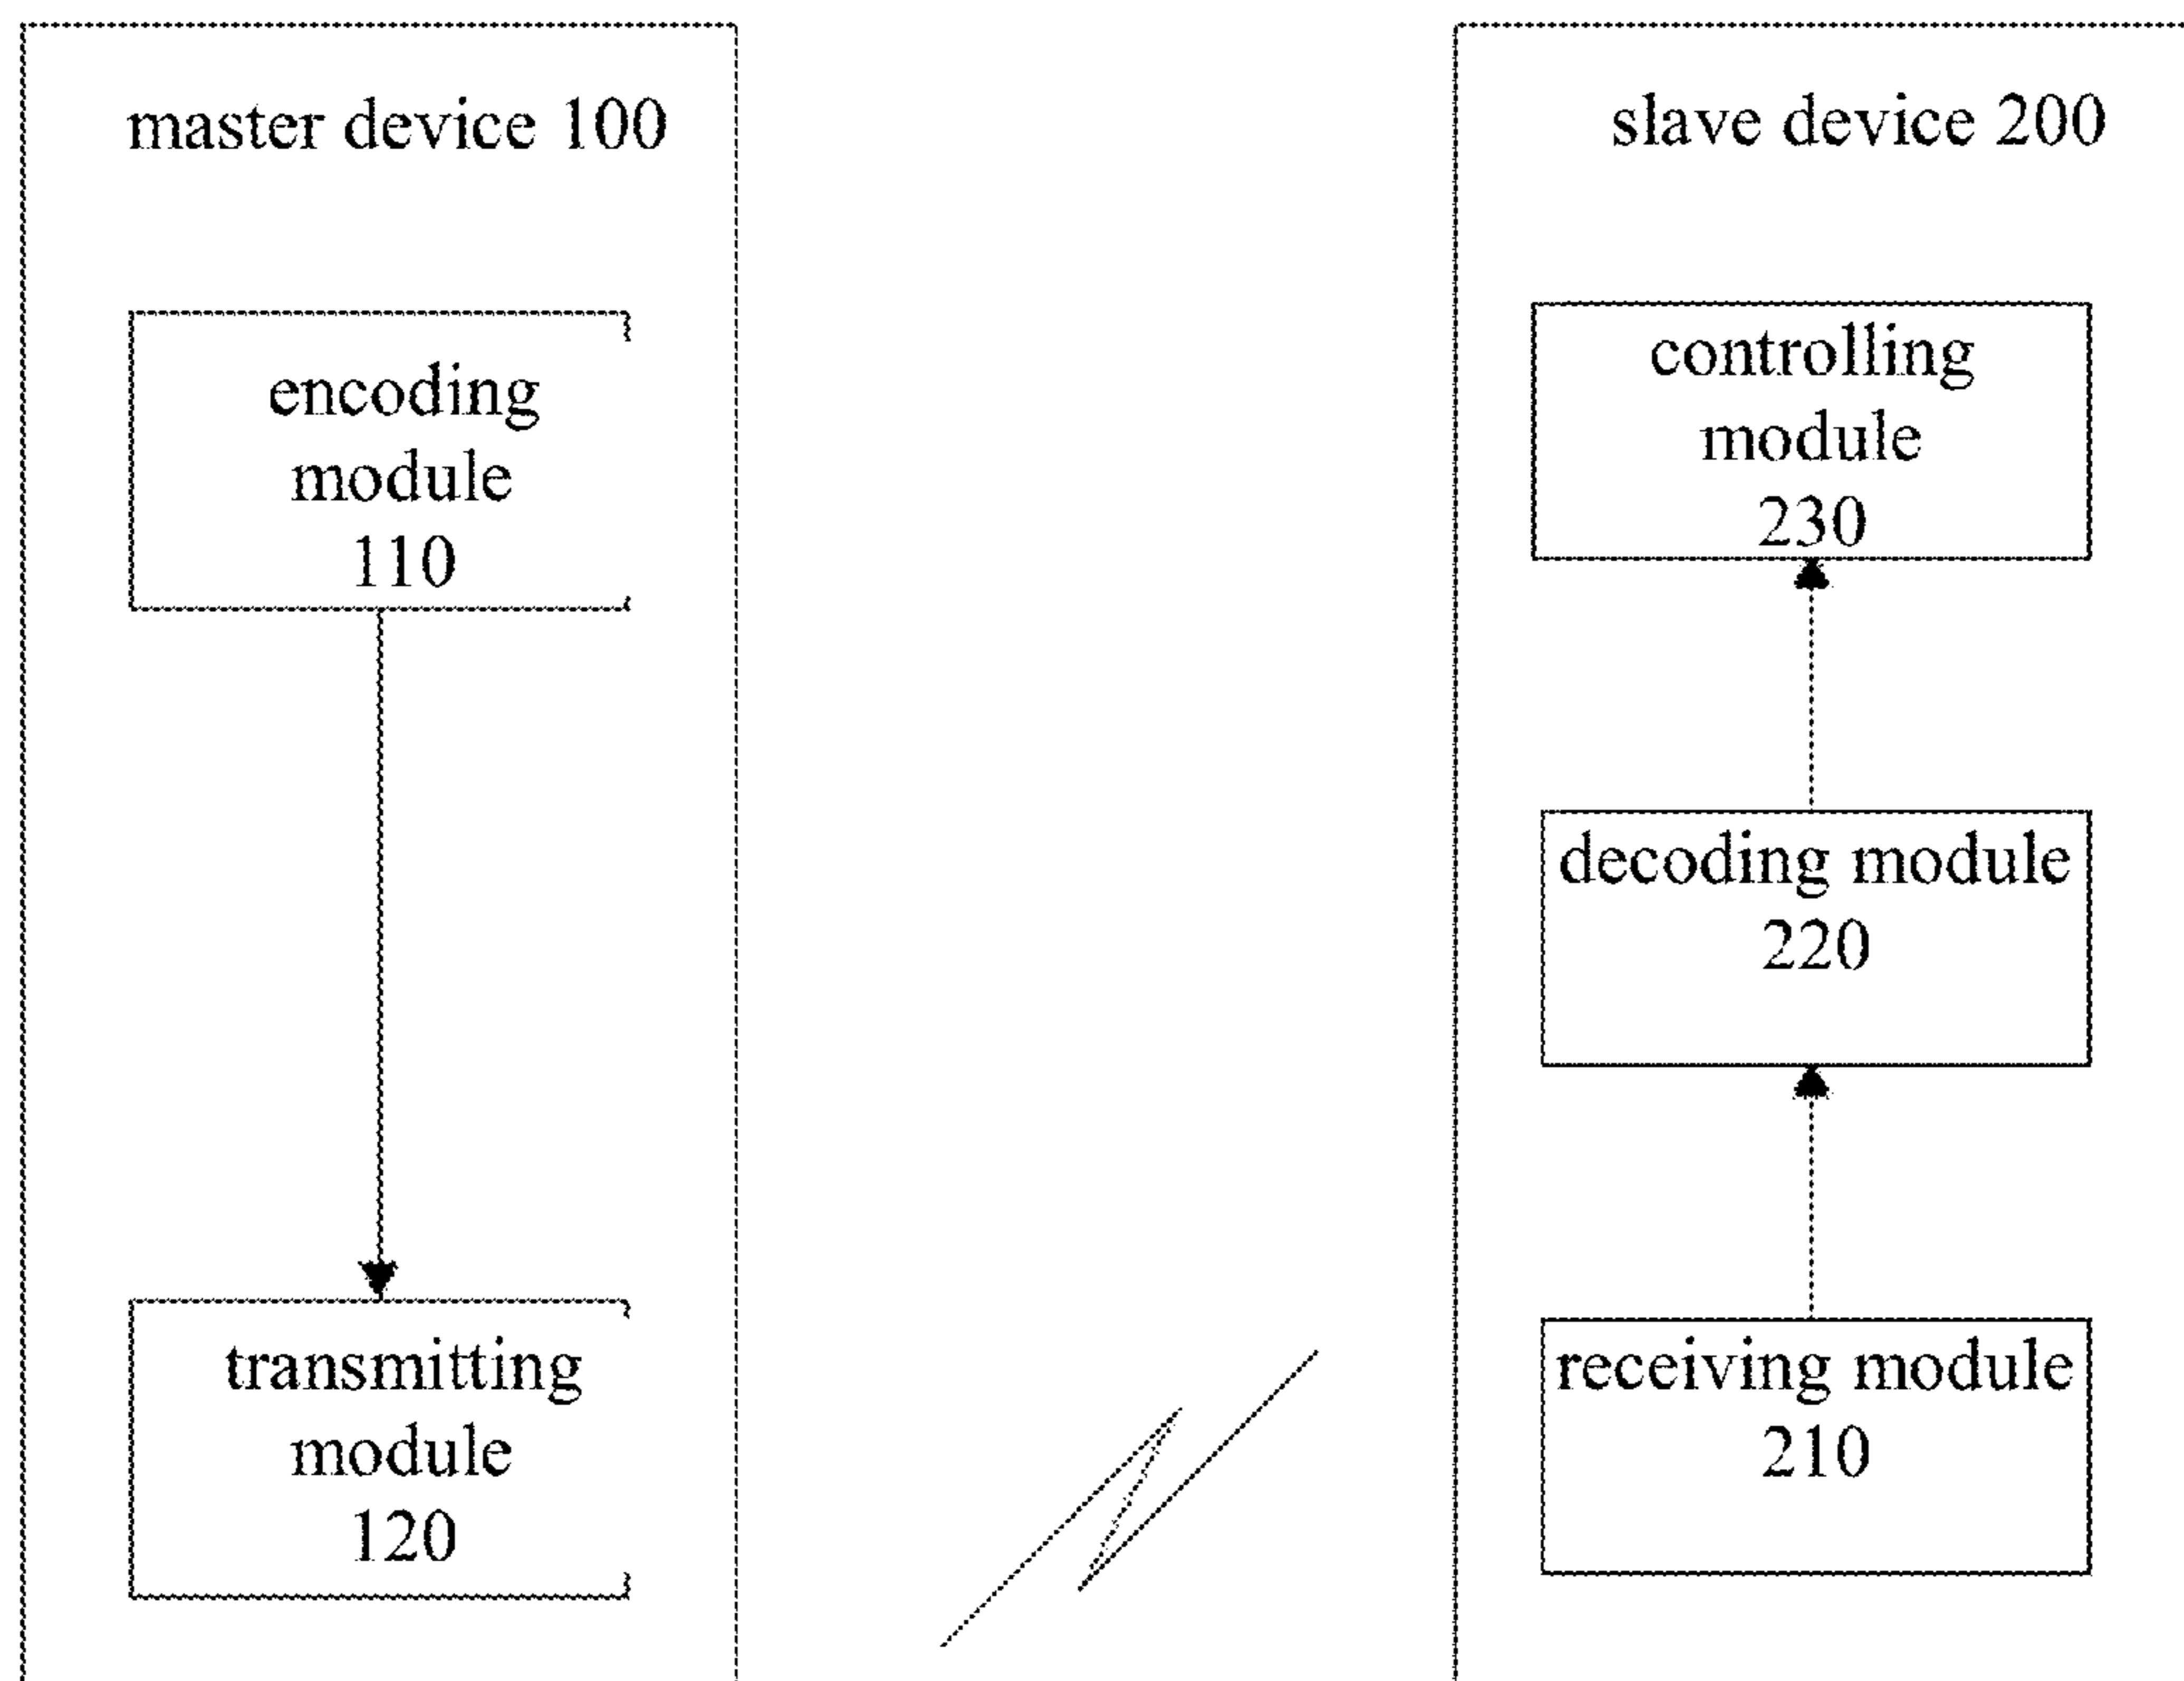 master device 100
encoding
module
110
transmitting
module
120
slave device 200
controlling
module
230
decoding module
220
receiving module
210